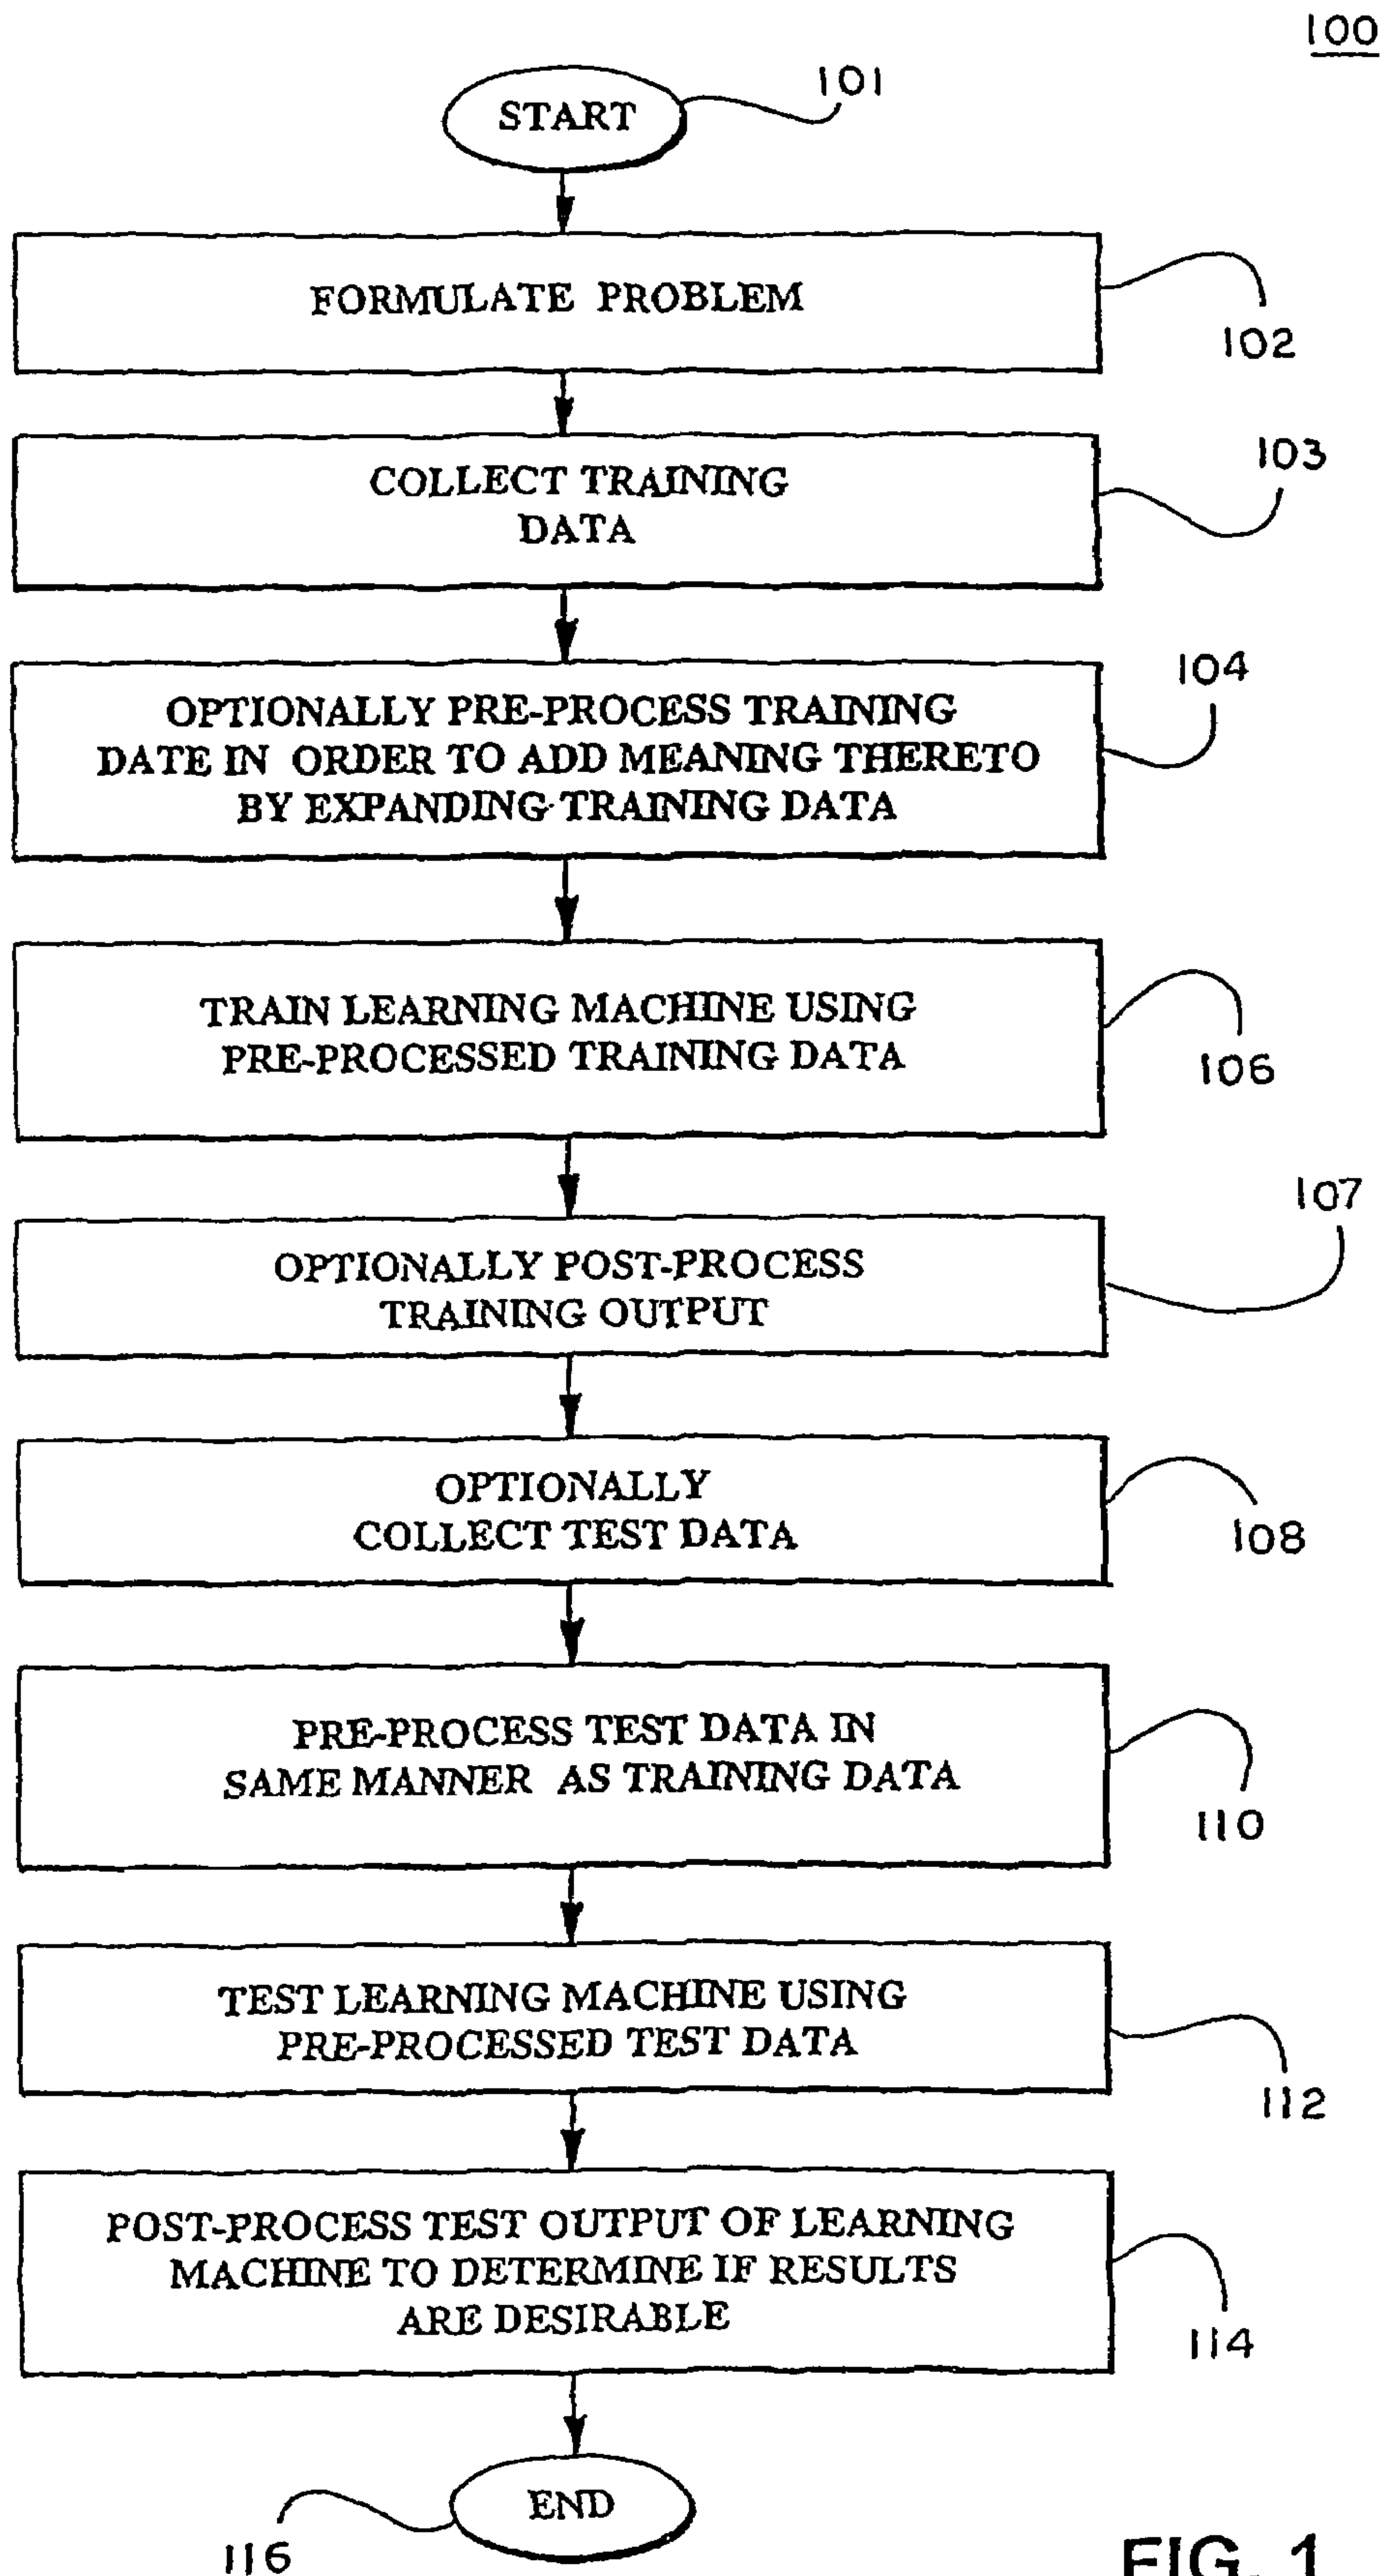 100
START
101
FORMULATE PROBLEM
102
COLLECT TRAINING
DATA
103
OPTIONALLY PRE-PROCESS TRAINING
DATE IN ORDER TO ADD MEANING THERETO
BY EXPANDING TRAINING DATA
104
TRAIN LEARNING MACHINE USING
PRE-PROCESSED TRAINING DATA
106
OPTIONALLY POST-PROCESS
TRAINING OUTPUT
107
OPTIONALLY
COLLECT TEST DATA
108
PRE-PROCESS TEST DATA IN
SAME MANNER AS TRAINING DATA
110
TEST LEARNING MACHINE USING
PRE-PROCESSED TEST DATA
112
POST-PROCESS TEST OUTPUT OF LEARNING
MACHINE TO DETERMINE IF RESULTS
ARE DESIRABLE
114
END
116
FIG. 1